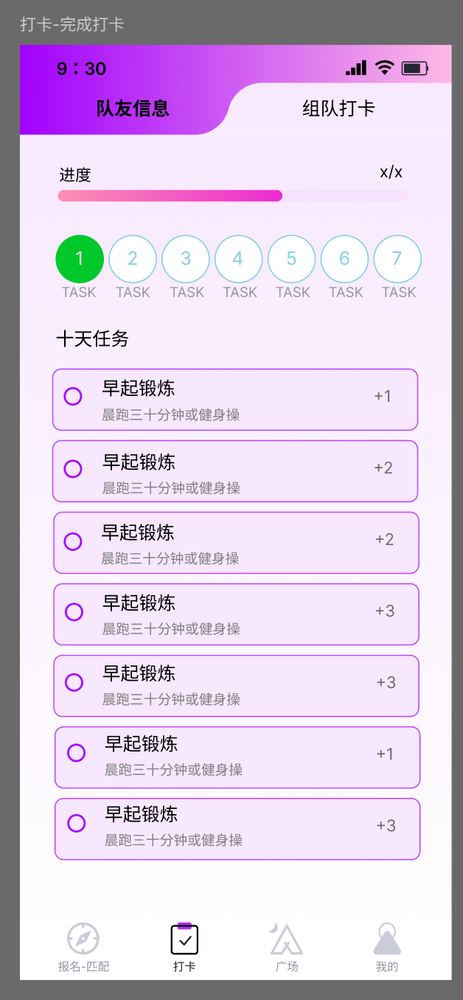 打卡-完成打卡
9：30
队友信息 组队打卡
进度 x/x
1 2 3 4 5 6 7
TASK TASK TASK TASK TASK TASK TASK
十天任务
早起锻炼 +1
晨跑三十分钟或健身操
早起锻炼 +2
晨跑三十分钟或健身操
早起锻炼 +2
晨跑三十分钟或健身操
早起锻炼 +3
晨跑三十分钟或健身操
早起锻炼 +3
晨跑三十分钟或健身操
早起锻炼 +1
晨跑三十分钟或健身操
早起锻炼 +3
晨跑三十分钟或健身操
报名-匹配 打卡 广场 我的